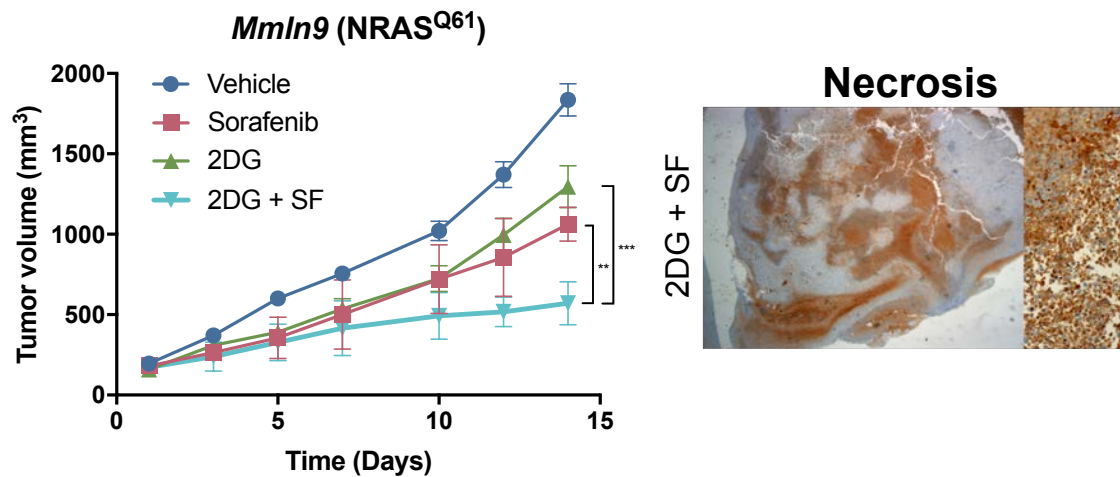 Mmln9 (NRASQ61)
Vehicle
Sorafenib
2DG
2DG + SF
Tumor volume (mm3)
2000
1500
1000
500
0
***
**
0
5
10
15
Time (Days)
Necrosis
2DG + SF